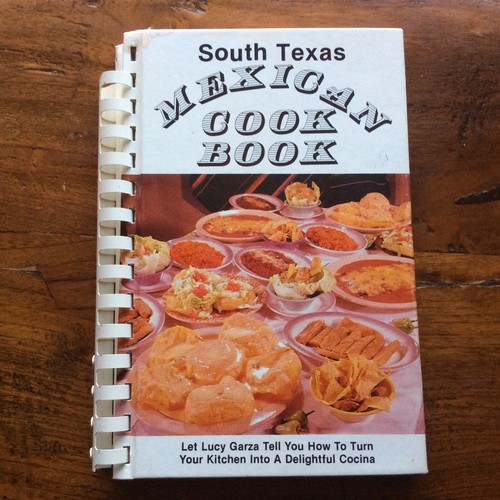 South Texas
MEXICAN
COOK
BOOK
Let Lucy Garza Tell You How To Turn
Your Kitchen Into A Delightful Cocina